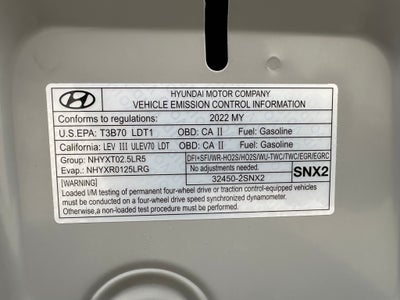 HYUNDAI MOTOR COMPANY
VEHICLE EMISSION CONTROL INFORMATION
Conforms to regulations: 2022 MY
U.S.EPA: T3B70 LDT1 OBD: CA II Fuel: Gasoline
California: LEV III ULEV70 LDT OBD: CA II Fuel: Gasoline
Group: NHYXT02.5LR5 DFI+SFI/WR-HO2S/HO2S/WU-TWC/TWC/EGR/EGRC
Evap.: NHYXR0125LRG No adjustments needed. SNX2
[WARNING] 32450-2SNX2
Loaded I/M testing of permanent four-wheel drive or traction control-equipped vehicles
must be conducted on a four-wheel drive speed synchronized dynamometer.
Otherwise, a non-loaded test procedure must be used.